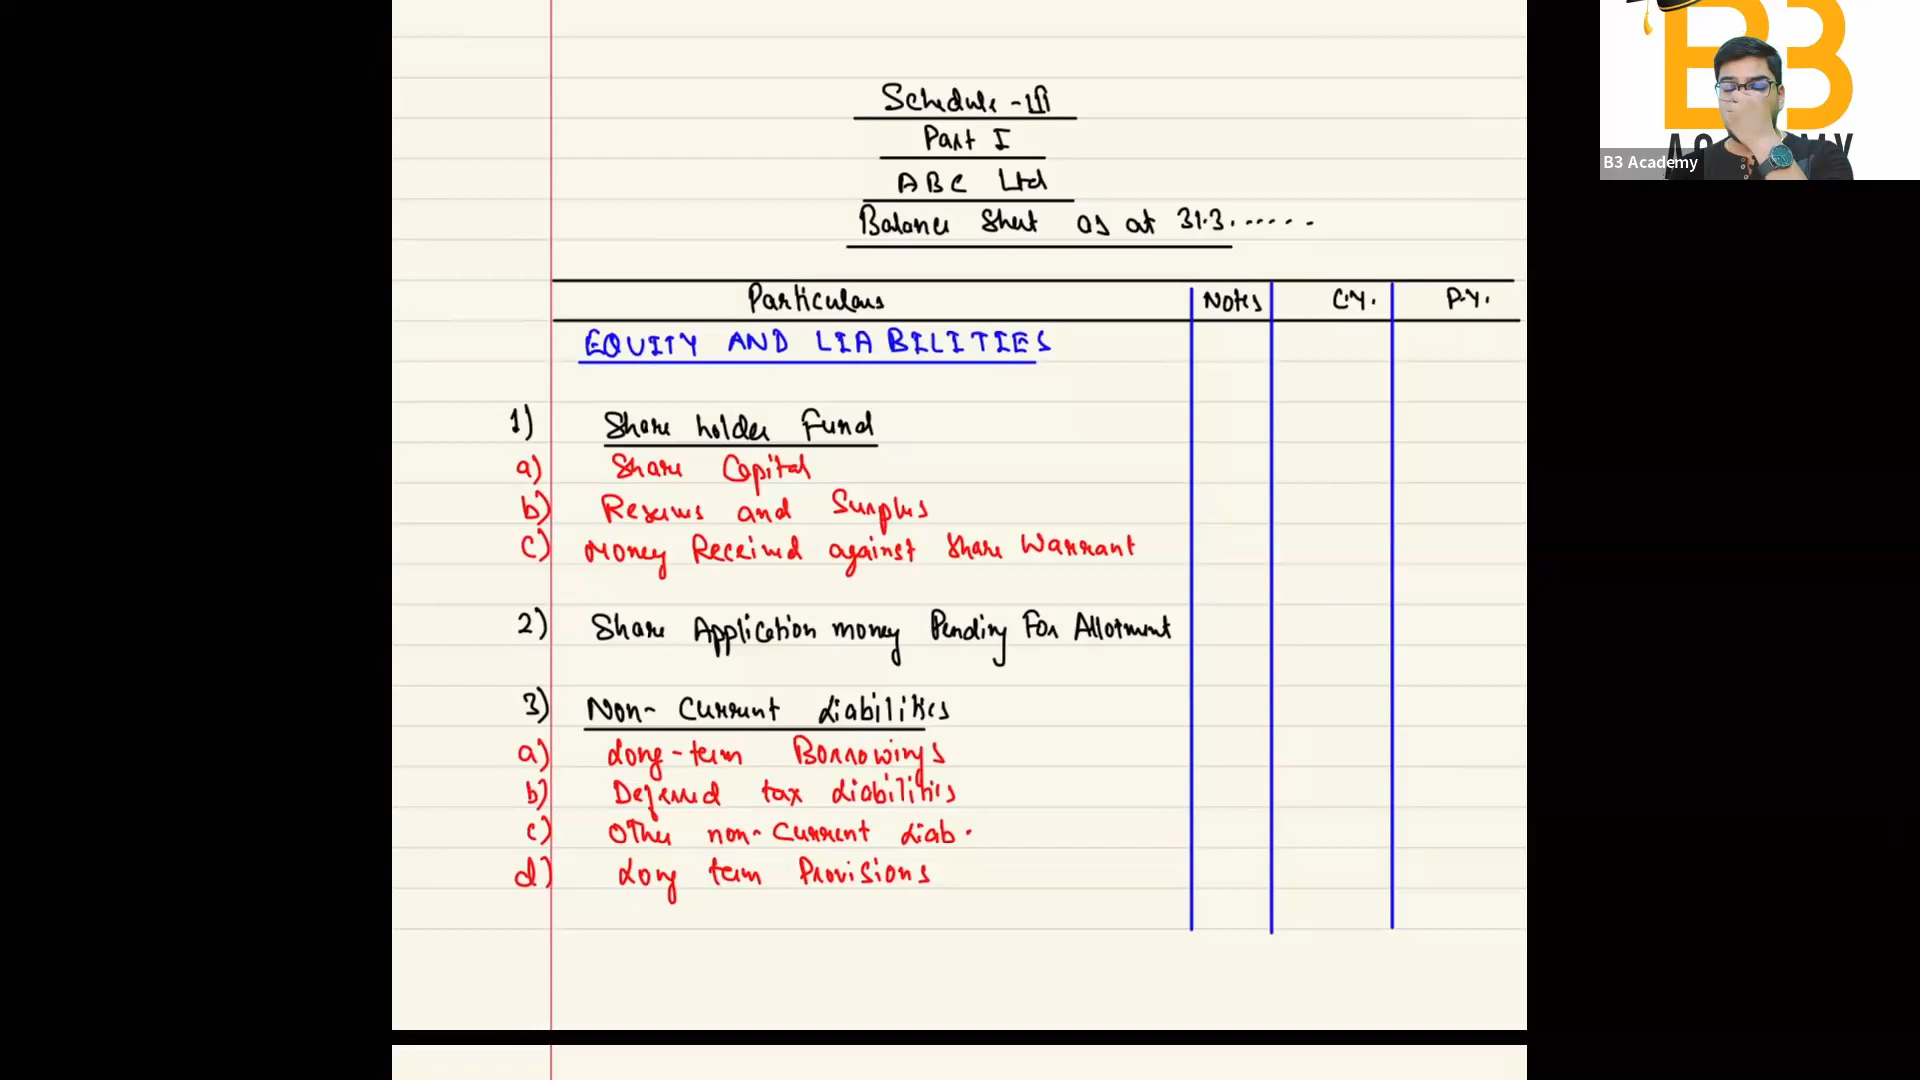 Schedule - III
Part I
ABC Ltd
Balance Sheet as at 31.3.......
Particulars Notes C.Y. P.Y.
EQUITY AND LIABILITIES
1) Share holder Fund
a) Share Capital
b) Reserves and Surplus
c) Money Received against Share Warrant
2) Share Application money Pending For Allotment
3) Non-Current Liabilities
a) Long-term Borrowings
b) Deferred tax Liabilities
c) Other non-Current Liab.
d) Long term Provisions
B3
B3 Academy